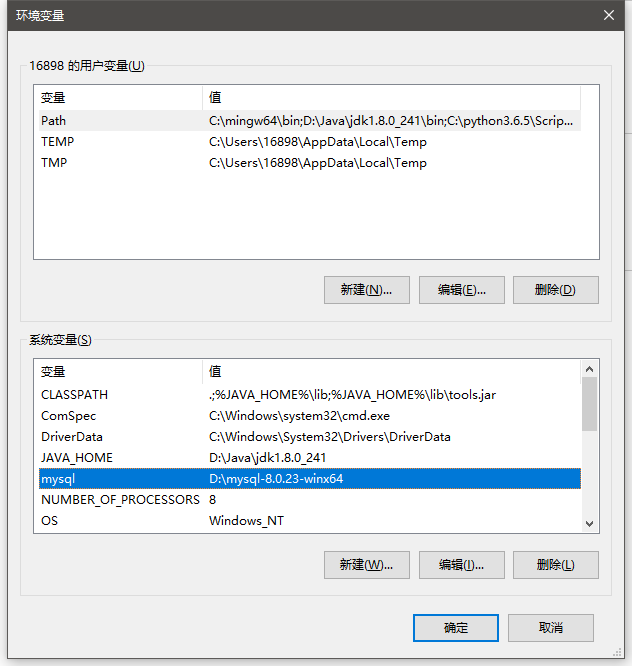 环境变量
16898 的用户变量(U)
变量 值
Path C:\mingw64\bin;D:\Java\jdk1.8.0_241\bin;C:\python3.6.5\Scrip...
TEMP C:\Users\16898\AppData\Local\Temp
TMP C:\Users\16898\AppData\Local\Temp
新建(N)... 编辑(E)... 删除(D)
系统变量(S)
变量 值
CLASSPATH .;%JAVA_HOME%\lib;%JAVA_HOME%\lib\tools.jar
ComSpec C:\Windows\system32\cmd.exe
DriverData C:\Windows\System32\Drivers\DriverData
JAVA_HOME D:\Java\jdk1.8.0_241
mysql D:\mysql-8.0.23-winx64
NUMBER_OF_PROCESSORS 8
OS Windows_NT
新建(W)... 编辑(I)... 删除(L)
确定 取消